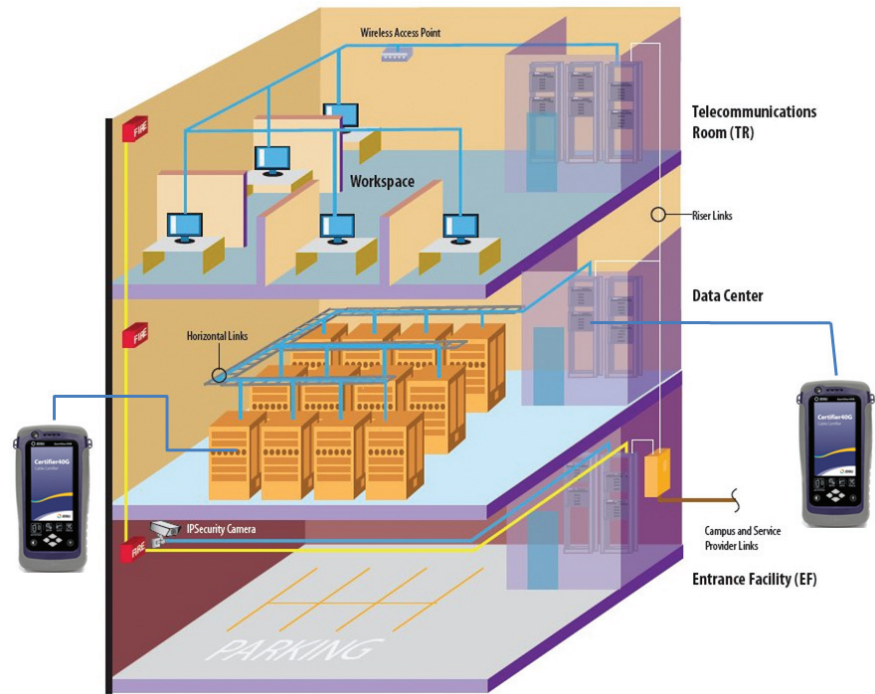 Wireless Access Point
FIRE
Telecommunications
Room (TR)
Workspace
Riser Links
Data Center
Horizontal Links
FIRE
Certifier40G
Certifier40G
IPSecurity Camera
FIRE
Campus and Service
Provider Links
Entrance Facility (EF)
PARKING